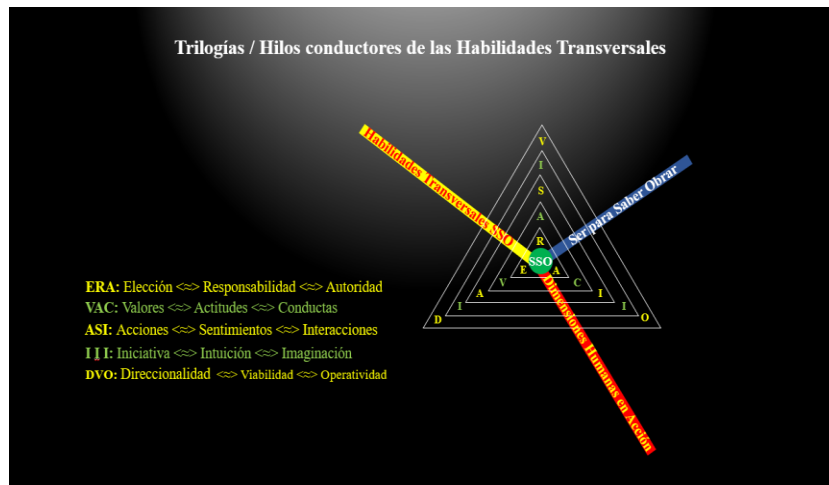 Trilogías / Hilos conductores de las Habilidades Transversales
Habilidades Transversales SSO
Ser para Saber Obrar
Dimensiones Humanas en Acción
V
I
S
A
R
SSO
E A
V C
A I
I I
D O
ERA: Elección <≈> Responsabilidad <≈> Autoridad
VAC: Valores <≈> Actitudes <≈> Conductas
ASI: Acciones <≈> Sentimientos <≈> Interacciones
I I I: Iniciativa <≈> Intuición <≈> Imaginación
DVO: Direccionalidad <≈> Viabilidad <≈> Operatividad